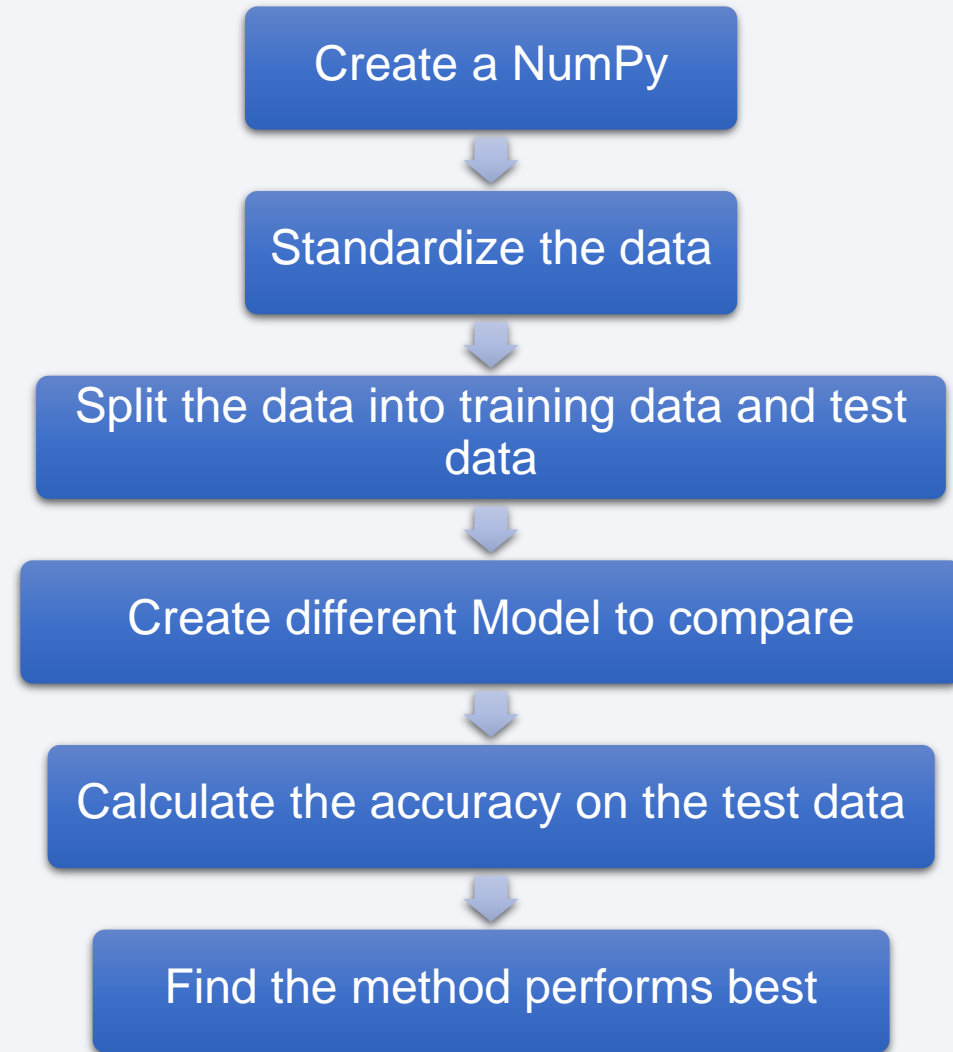 Create a NumPy
Standardize the data
Split the data into training data and test
data
Create different Model to compare
Calculate the accuracy on the test data
Find the method performs best